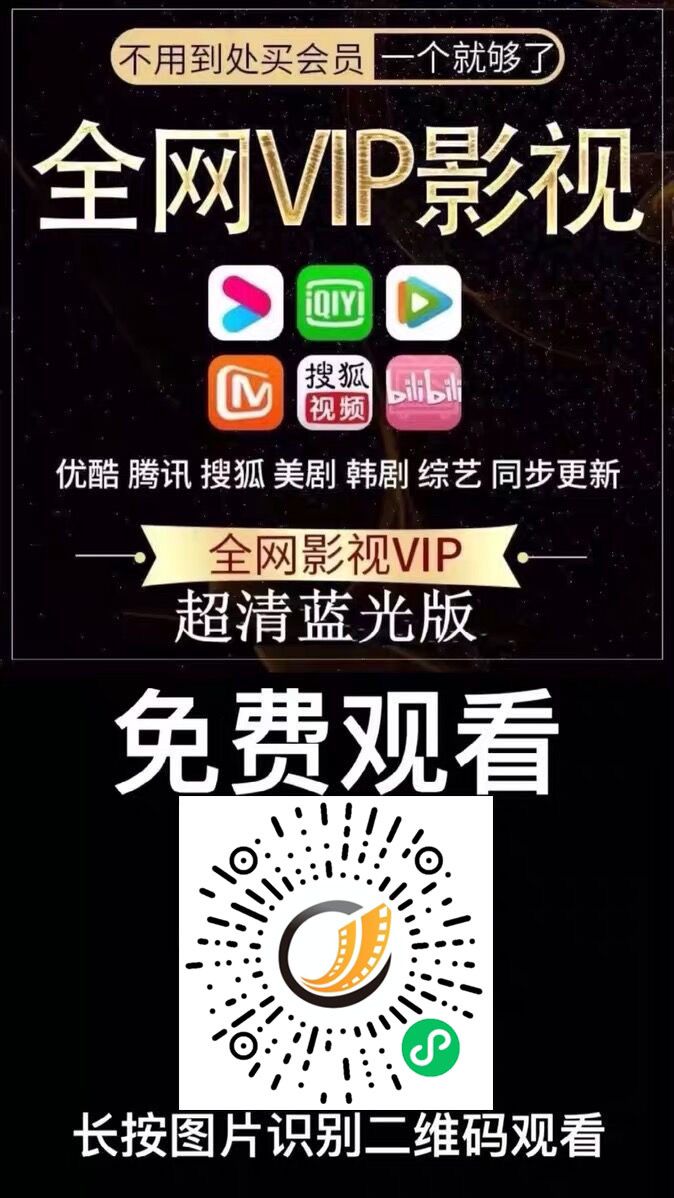 不用到处买会员 一个就够了
全网VIP影视
iQIYI
搜狐
视频
bilibili
优酷 腾讯 搜狐 美剧 韩剧 综艺 同步更新
全网影视VIP
超清蓝光版
免费观看
长按图片识别二维码观看